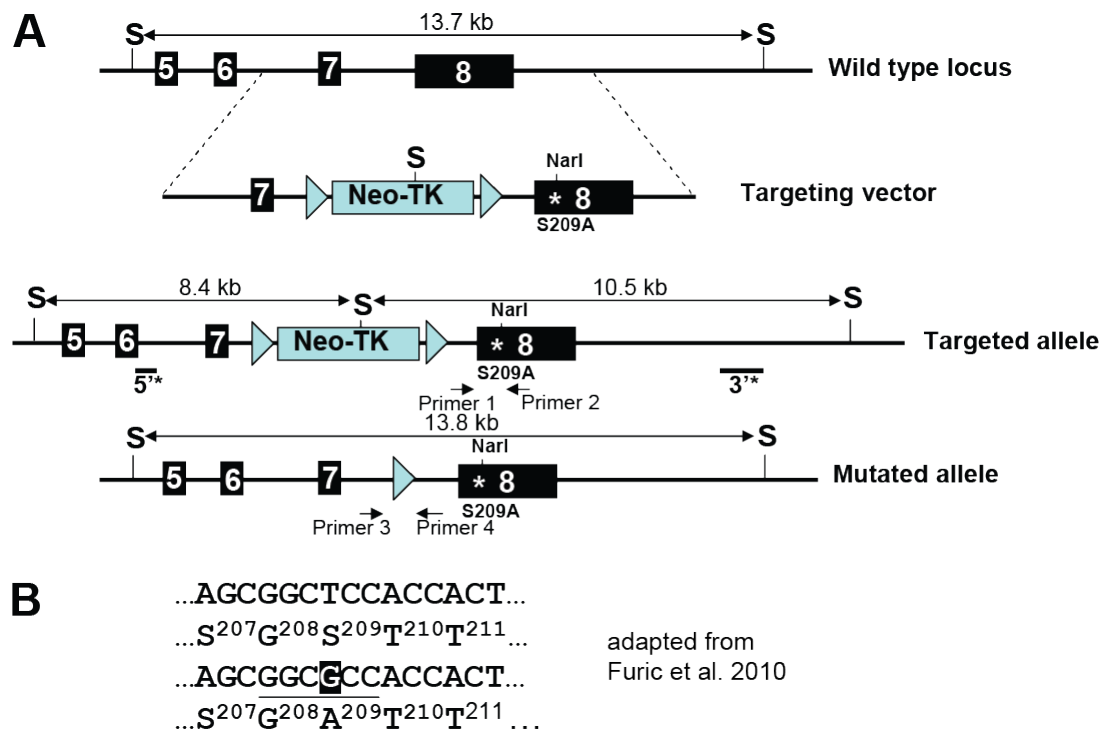 A
13.7 kb
S S
5 6 7 8 Wild type locus
S
NarI
7 Neo-TK * 8 Targeting vector
S209A
8.4 kb 10.5 kb
S S S
NarI
5 6 7 Neo-TK * 8 Targeted allele
S209A
5’* 3’*
Primer 1 Primer 2
13.8 kb
S S
NarI
5 6 7 * 8 Mutated allele
S209A
Primer 3 Primer 4
B
...AGCGGCTCCACCACT...
...S²⁰⁷G²⁰⁸S²⁰⁹T²¹⁰T²¹¹...
adapted from
Furic et al. 2010
...AGCGGCGCCACCACT...
...S²⁰⁷G²⁰⁸A²⁰⁹T²¹⁰T²¹¹ ...